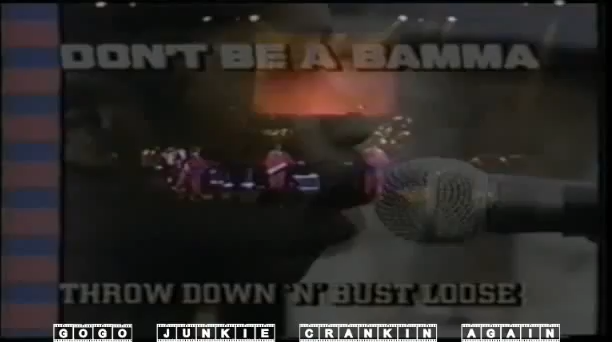 DON'T BE A BAMMA
THROW DOWN 'N' BUST LOOSE
GOGO JUNKIE CRANKIN AGAIN